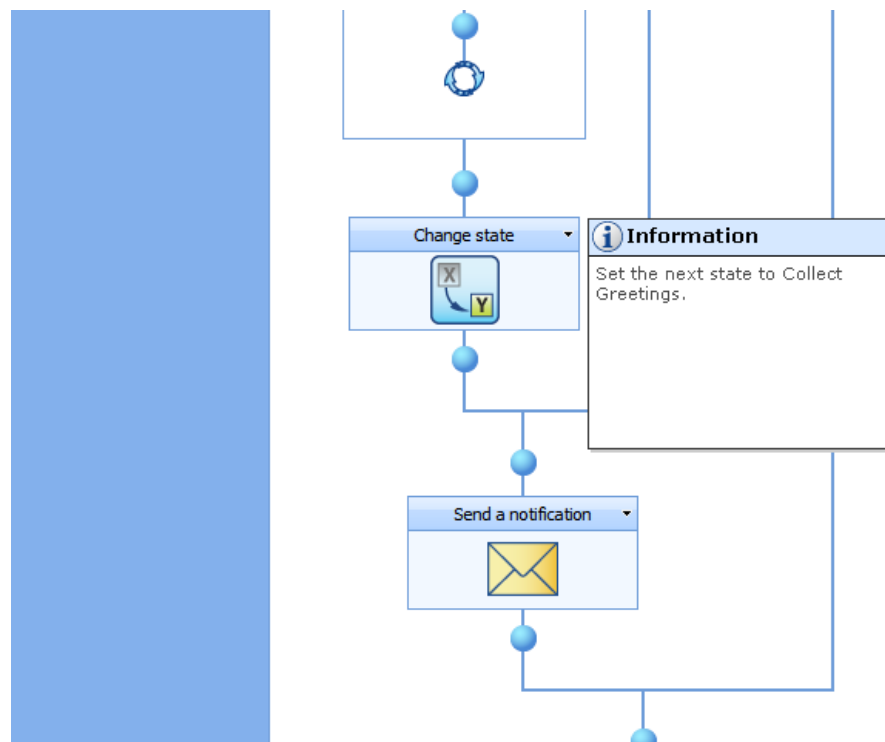 Change state
Information
Set the next state to Collect
Greetings.
X
Y
Send a notification